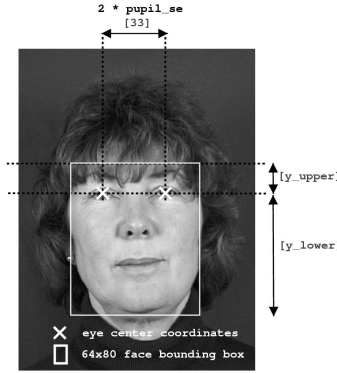 2 * pupil_se
[33]
[y_upper]
[y_lower]
eye center coordinates
64x80 face bounding box